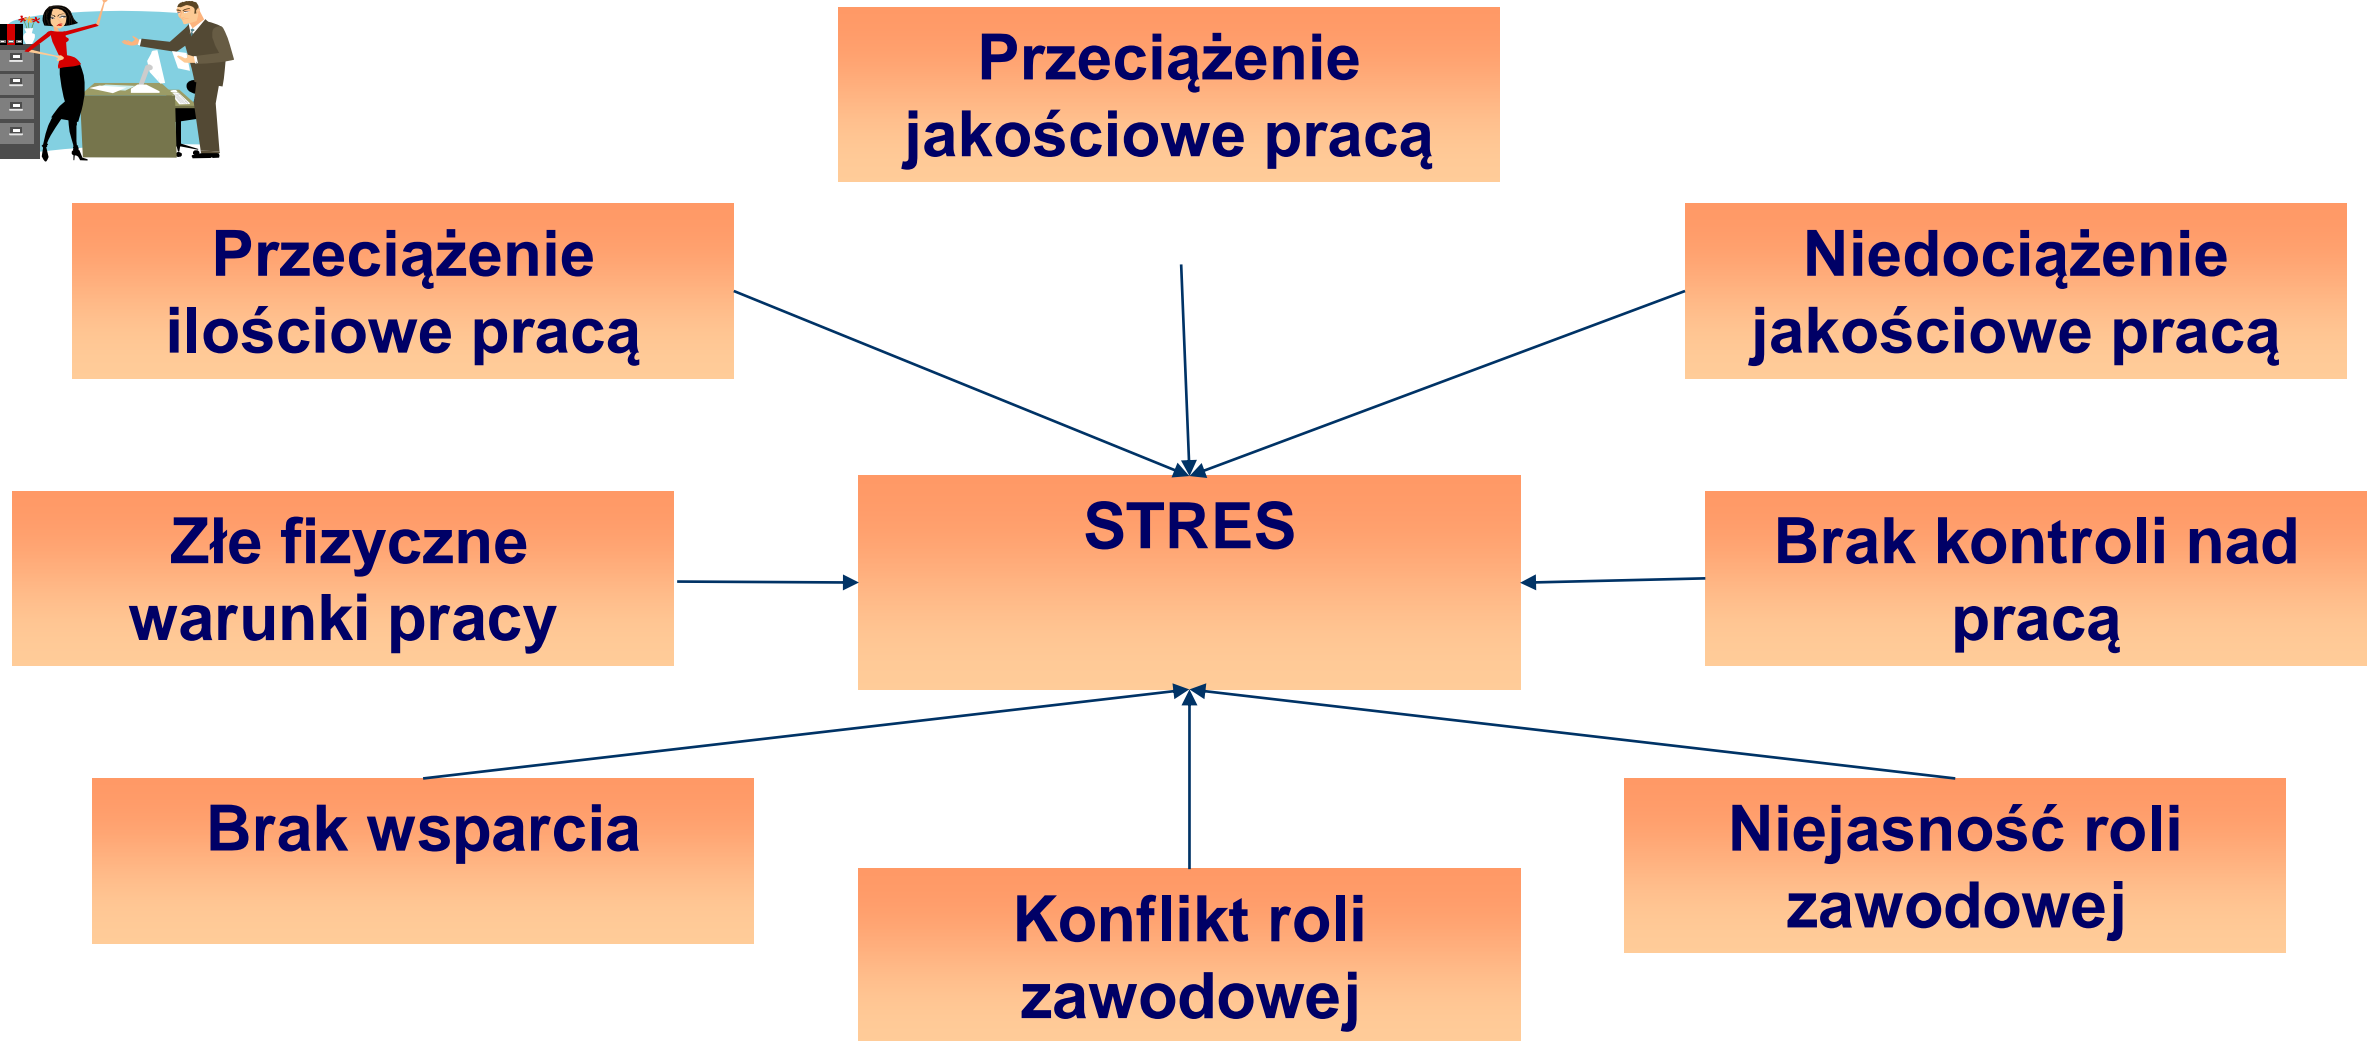 Przeciążenie
jakościowe pracą
Przeciążenie
ilościowe pracą
Niedociążenie
jakościowe pracą
Złe fizyczne
warunki pracy
STRES
Brak kontroli nad
pracą
Brak wsparcia
Konflikt roli
zawodowej
Niejasność roli
zawodowej